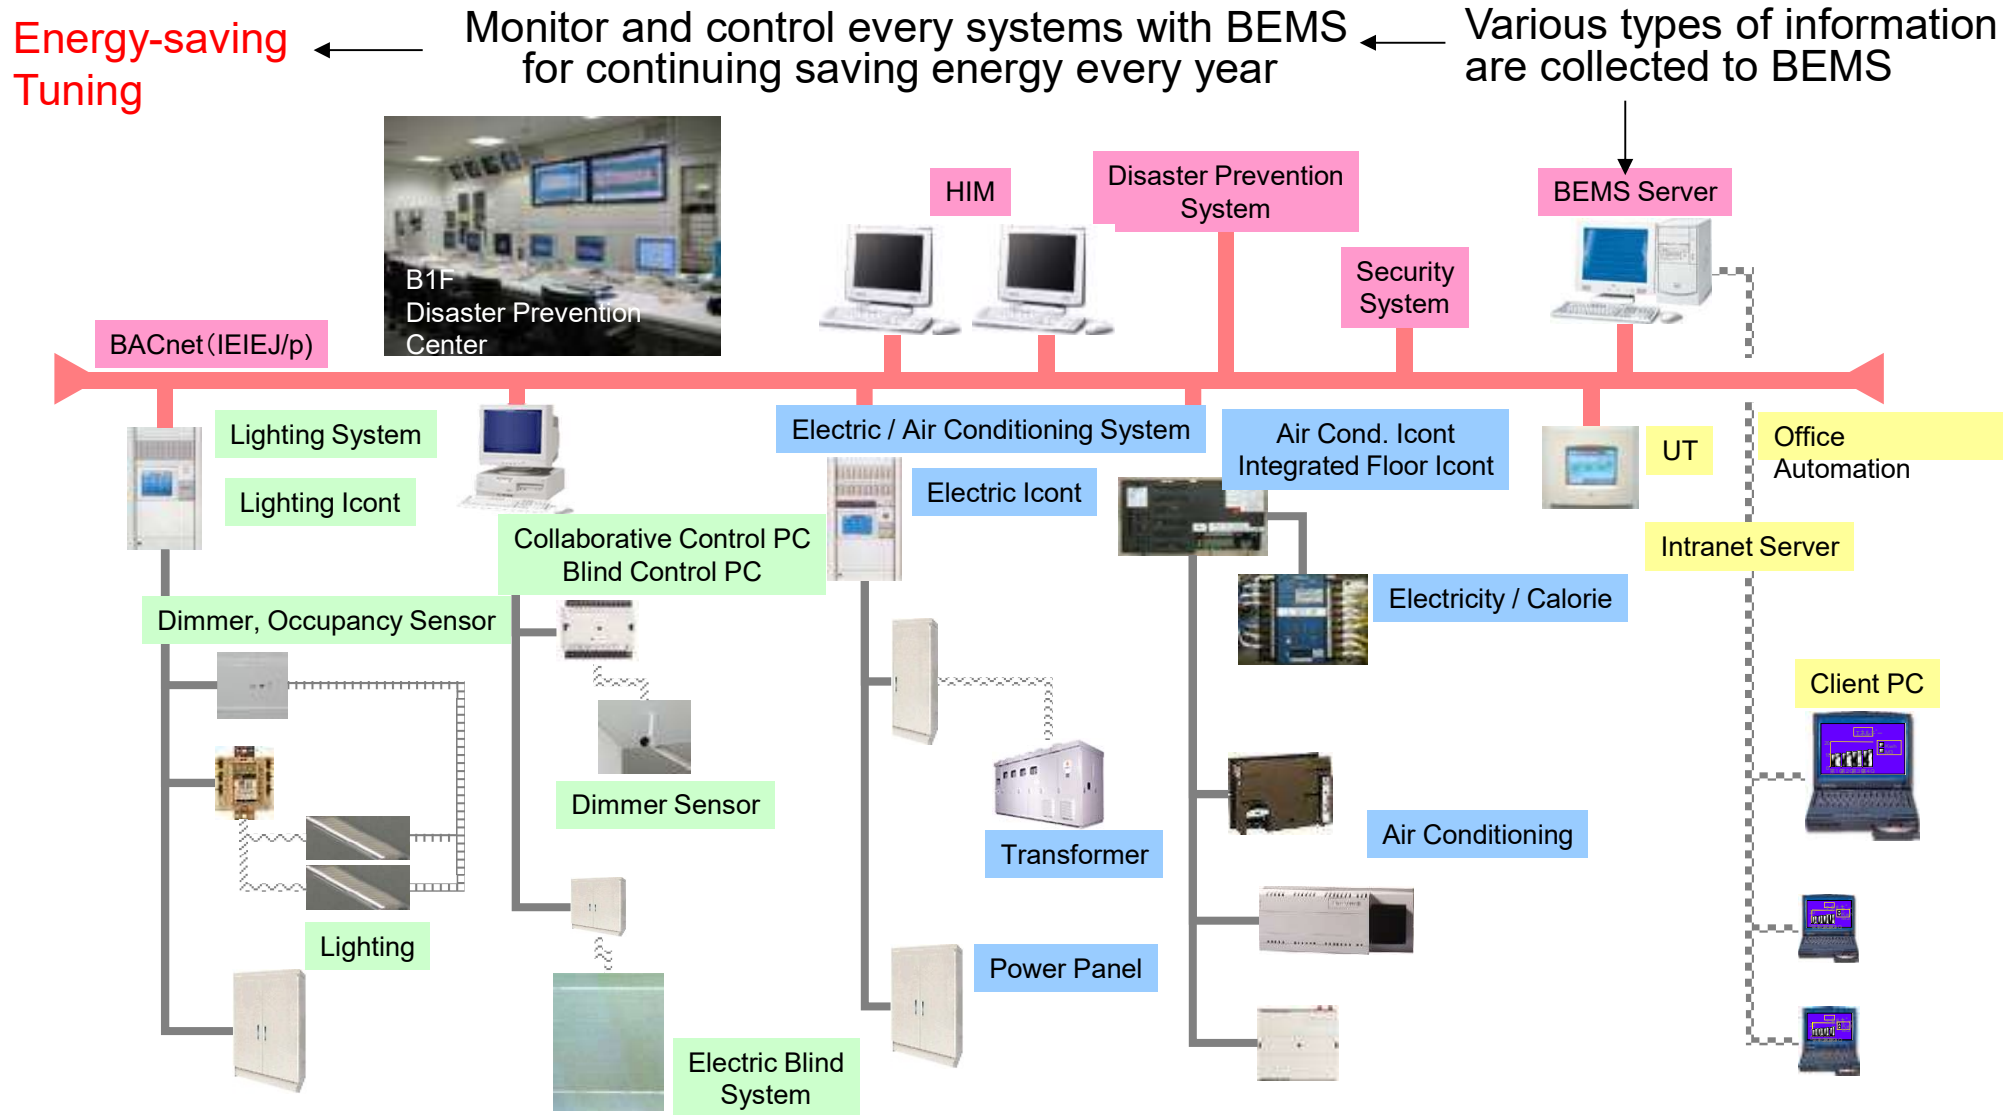 Energy-saving
Tuning
Monitor and control every systems with BEMS
for continuing saving energy every year
Various types of information
are collected to BEMS
B1F
Disaster Prevention
Center
HIM
Disaster Prevention
System
BEMS Server
Security
System
BACnet（IEIEJ/p)
Lighting System
Lighting Icont
Collaborative Control PC
Blind Control PC
Electric / Air Conditioning System
Electric Icont
Air Cond. Icont
Integrated Floor Icont
UT
Office
Automation
Intranet Server
Dimmer, Occupancy Sensor
Electricity / Calorie
Client PC
Dimmer Sensor
Transformer
Air Conditioning
Lighting
Power Panel
Electric Blind
System